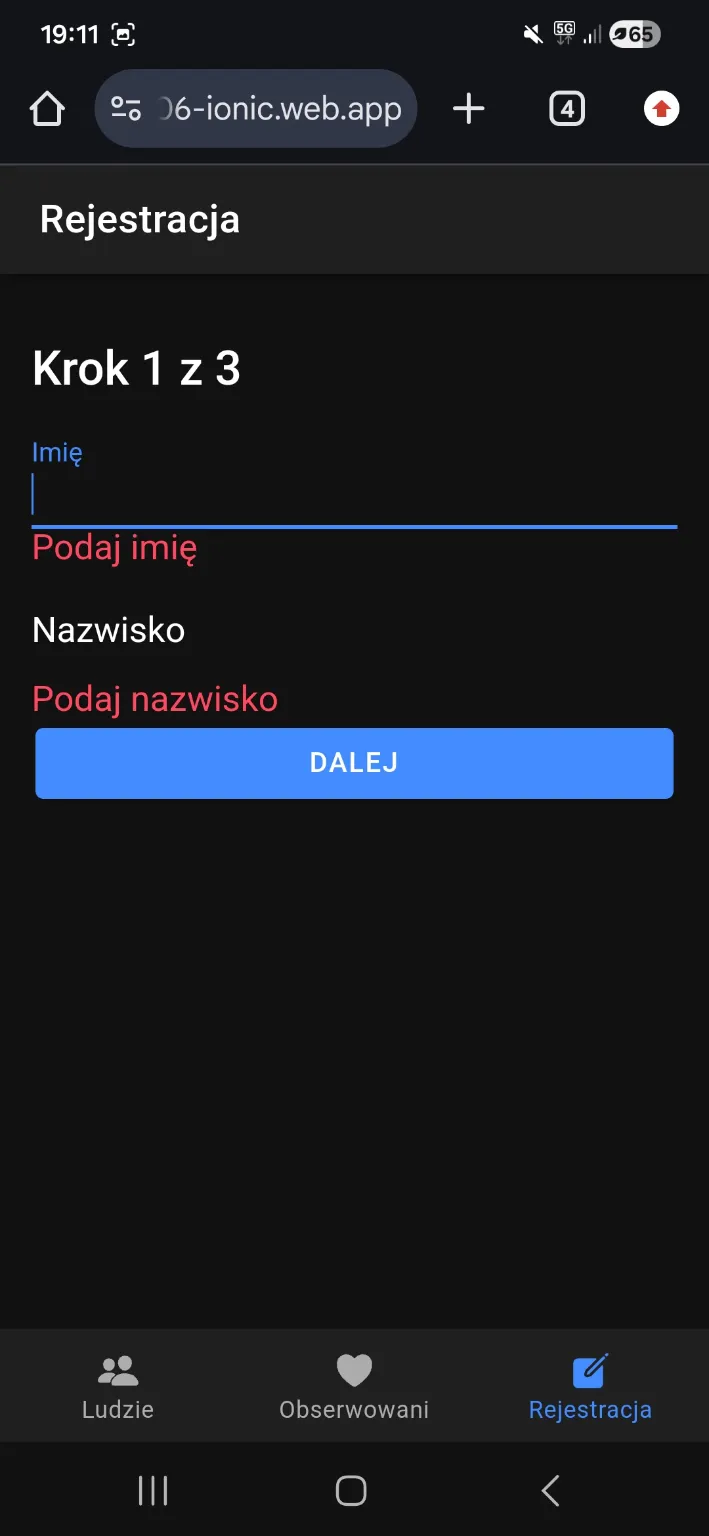 19:11
5G
65
06-ionic.web.app
4
Rejestracja
Krok 1 z 3
Imię
Podaj imię
Nazwisko
Podaj nazwisko
DALEJ
Ludzie
Obserwowani
Rejestracja